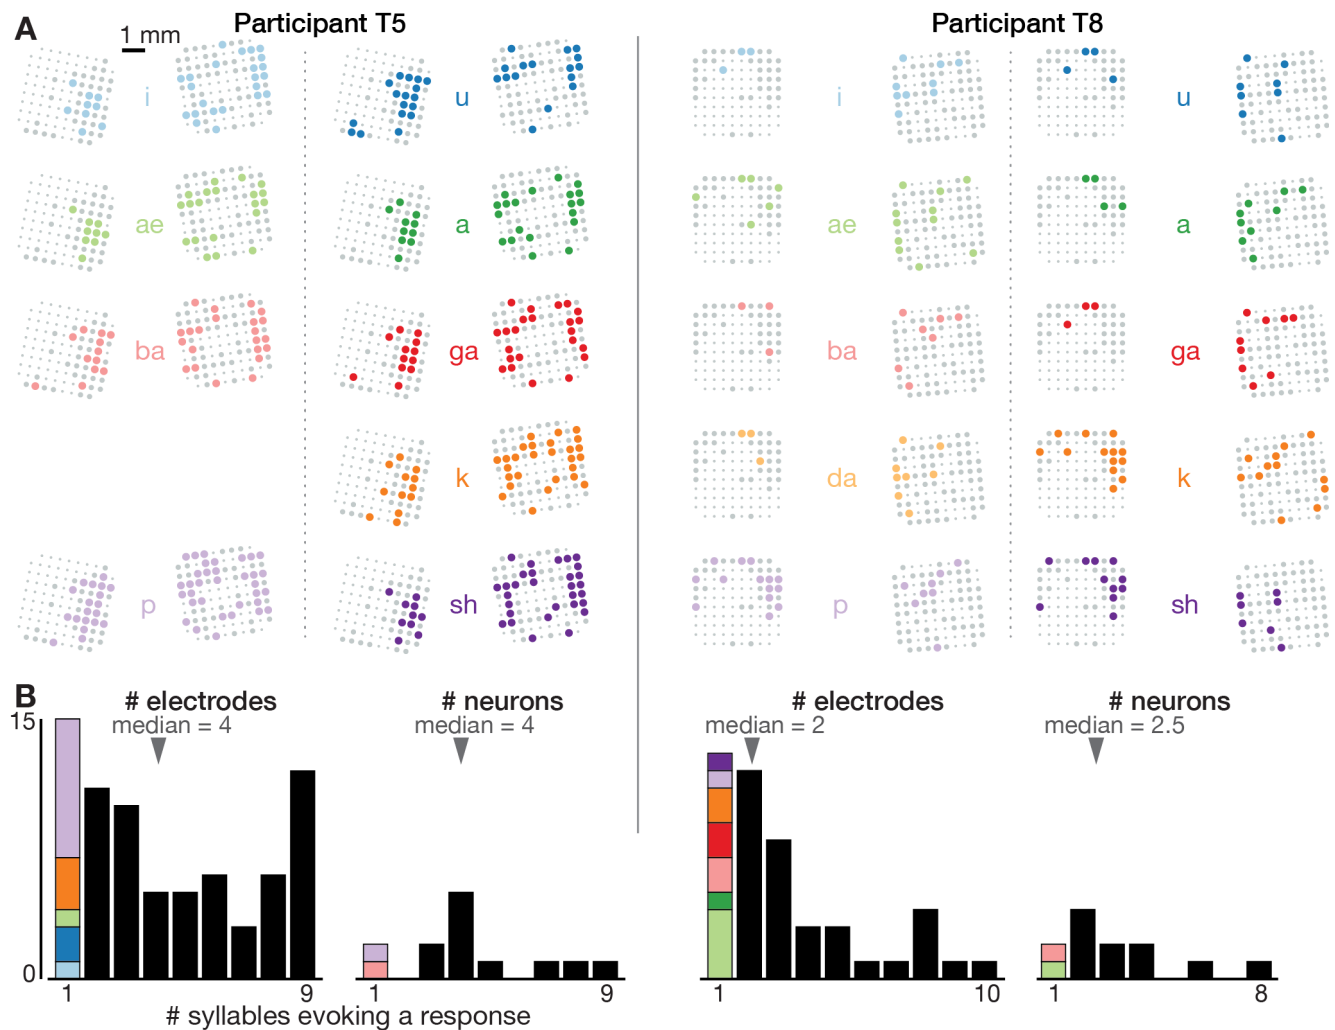 A
Participant T5
Participant T8
1 mm
i
u
i
u
ae
a
ae
a
ba
ga
ba
ga
k
da
k
p
sh
p
sh
B
# electrodes
# neurons
# electrodes
# neurons
15
median = 4
median = 4
median = 2
median = 2.5
0
1
9
1
9
1
10
1
8
# syllables evoking a response